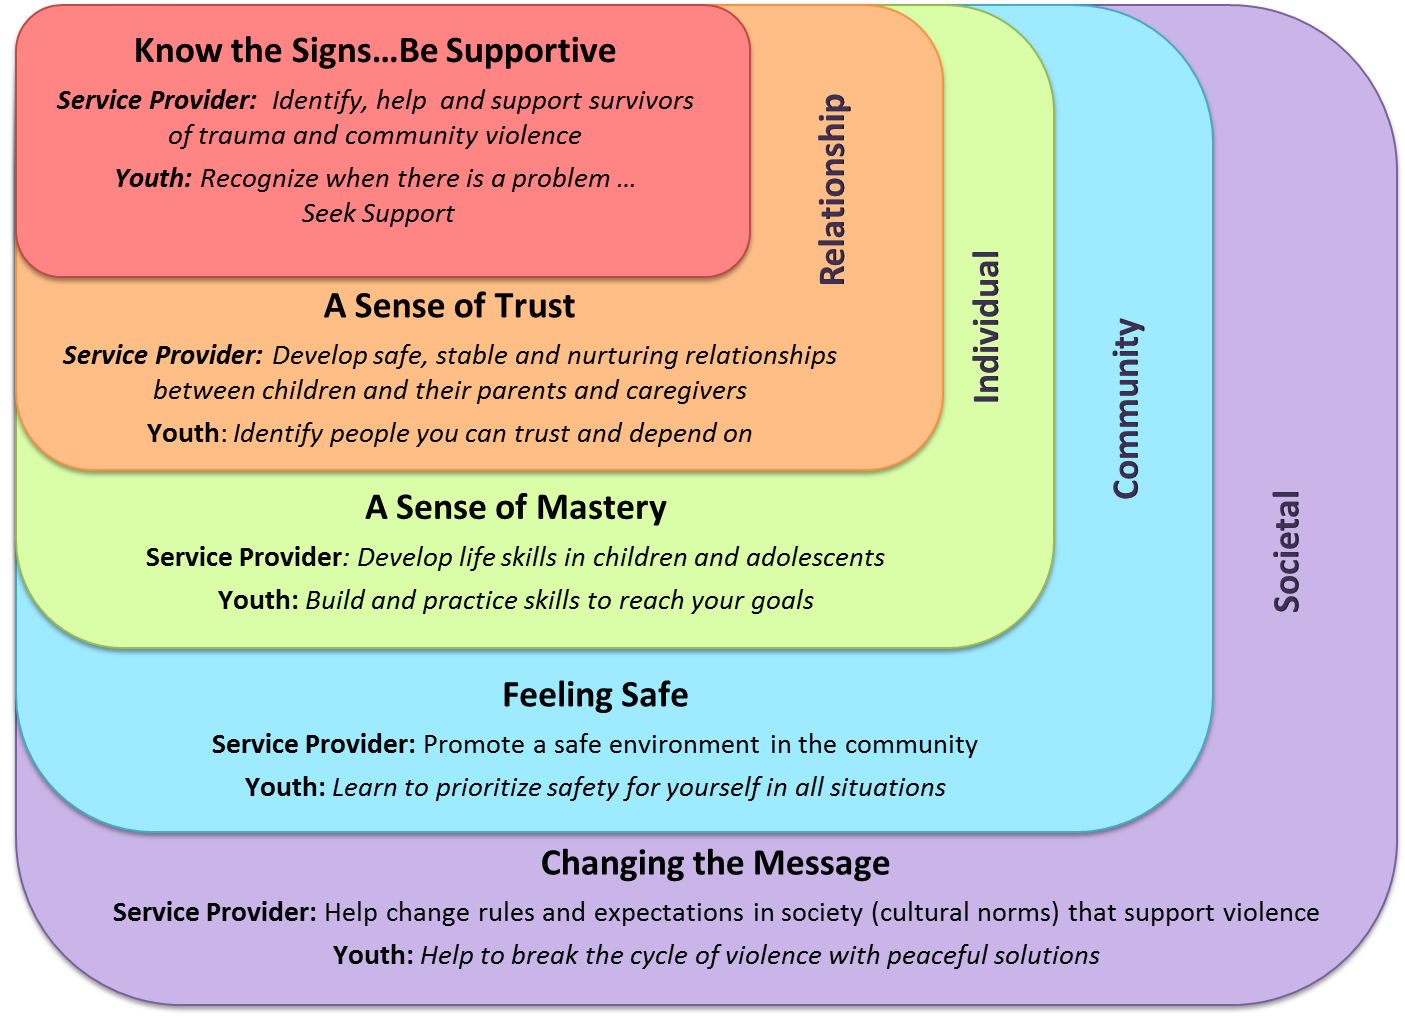 Know the Signs...Be Supportive
Service Provider: Identify, help and support survivors
of trauma and community violence
Youth: Recognize when there is a problem ...
Seek Support
Relationship
A Sense of Trust
Service Provider: Develop safe, stable and nurturing relationships
between children and their parents and caregivers
Youth: Identify people you can trust and depend on
Individual
A Sense of Mastery
Service Provider: Develop life skills in children and adolescents
Youth: Build and practice skills to reach your goals
Community
Feeling Safe
Service Provider: Promote a safe environment in the community
Youth: Learn to prioritize safety for yourself in all situations
Societal
Changing the Message
Service Provider: Help change rules and expectations in society (cultural norms) that support violence
Youth: Help to break the cycle of violence with peaceful solutions